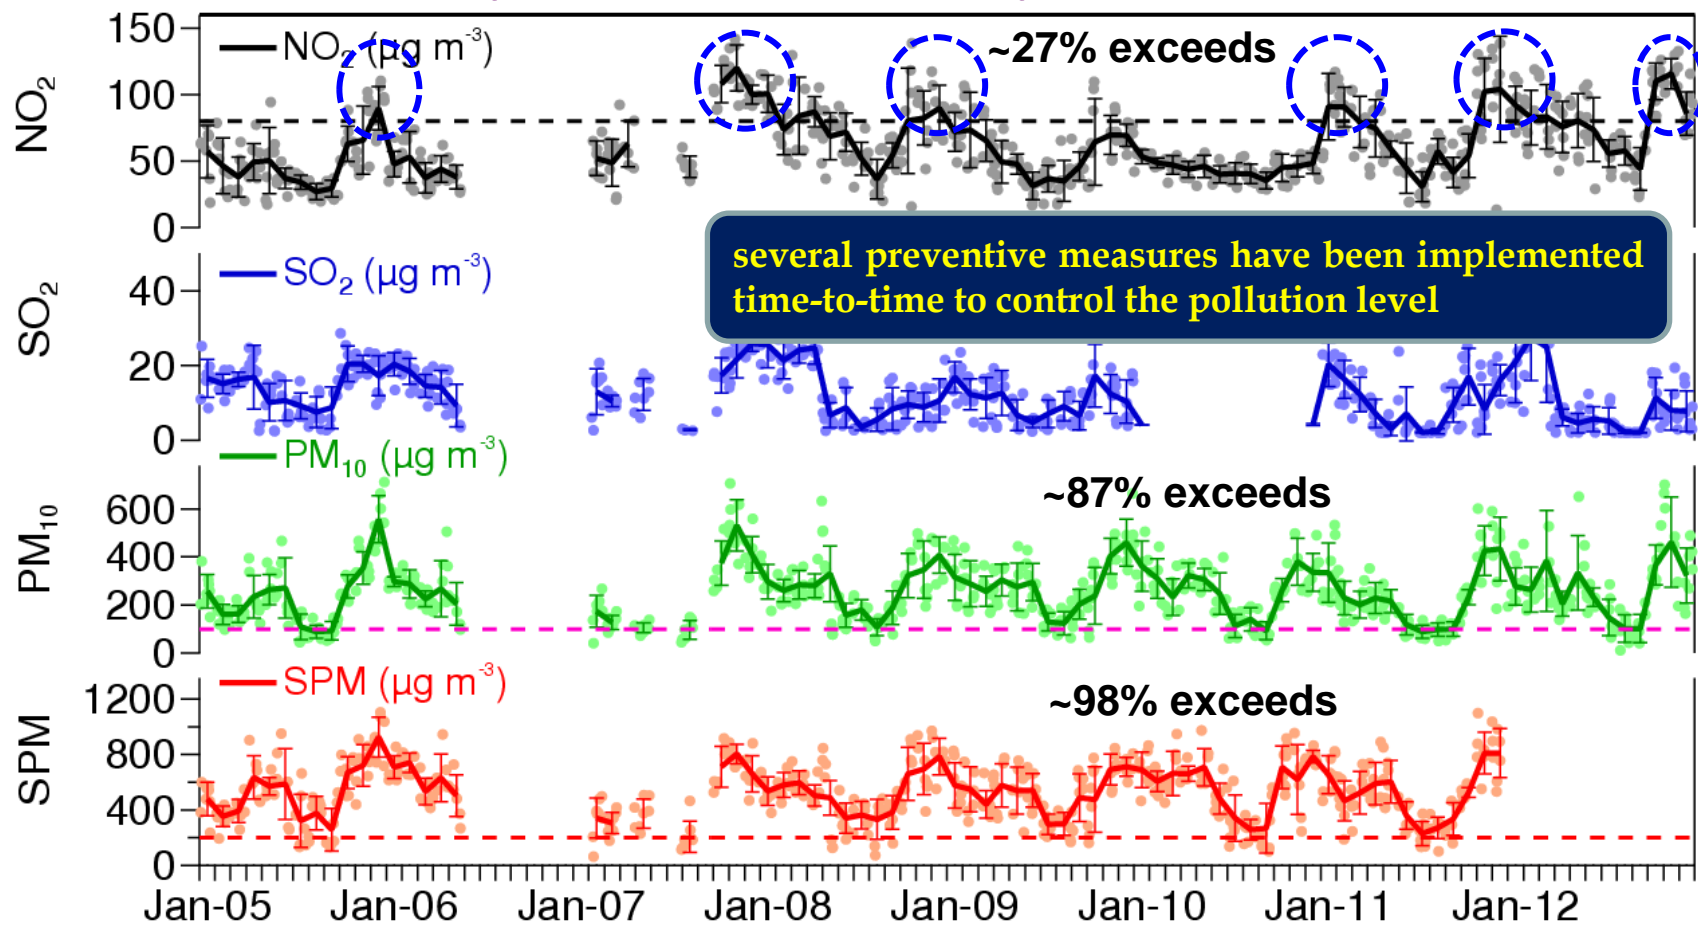 150
NO₂ (µg m⁻³)
~27% exceeds
100
NO₂
50
0
several preventive measures have been implemented
time-to-time to control the pollution level
SO₂ (µg m⁻³)
40
SO₂
20
0
PM₁₀ (µg m⁻³)
~87% exceeds
600
400
PM₁₀
200
0
SPM (µg m⁻³)
~98% exceeds
1200
800
SPM
400
0
Jan-05 Jan-06 Jan-07 Jan-08 Jan-09 Jan-10 Jan-11 Jan-12